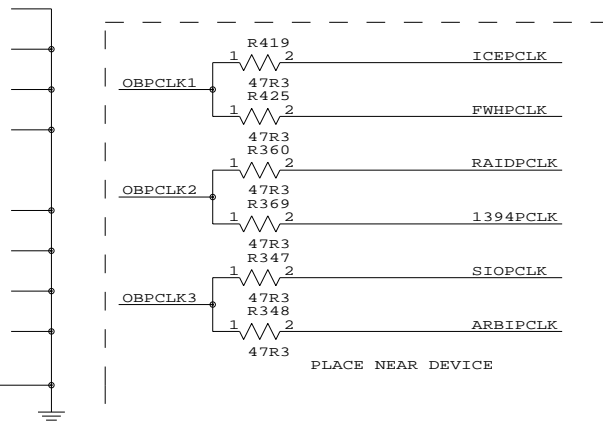 R419
1 2 ICEPCLK
OBPCLK1 47R3
R425
1 2 FWHPCLK
47R3
R360
1 2 RAIDPCLK
OBPCLK2 47R3
R369
1 2 1394PCLK
47R3
R347
1 2 SIOPCLK
OBPCLK3 47R3
R348
1 2 ARBIPCLK
47R3
PLACE NEAR DEVICE